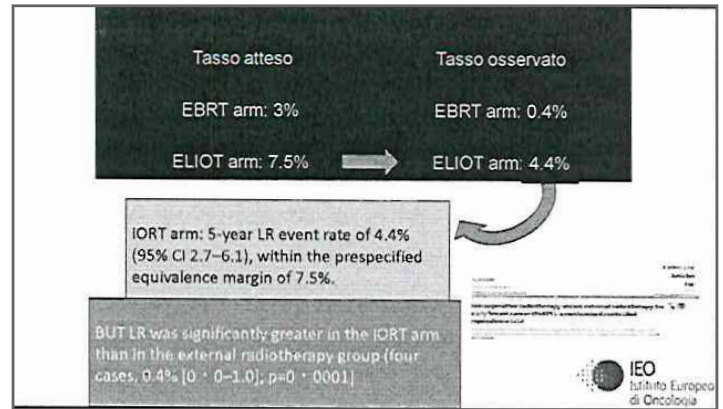 Tasso atteso
Tasso osservato
EBRT arm: 3%
EBRT arm: 0.4%
ELIOT arm: 7.5%
ELIOT arm: 4.4%
IORT arm: 5-year LR event rate of 4.4%
(95% CI 2.7–6.1), within the prespecified
equivalence margin of 7.5%.
BUT LR was significantly greater in the IORT arm
than in the external radiotherapy group (four
cases, 0.4% [0・0–1.0]; p=0・0001]
IEO
Istituto Europeo
di Oncologia